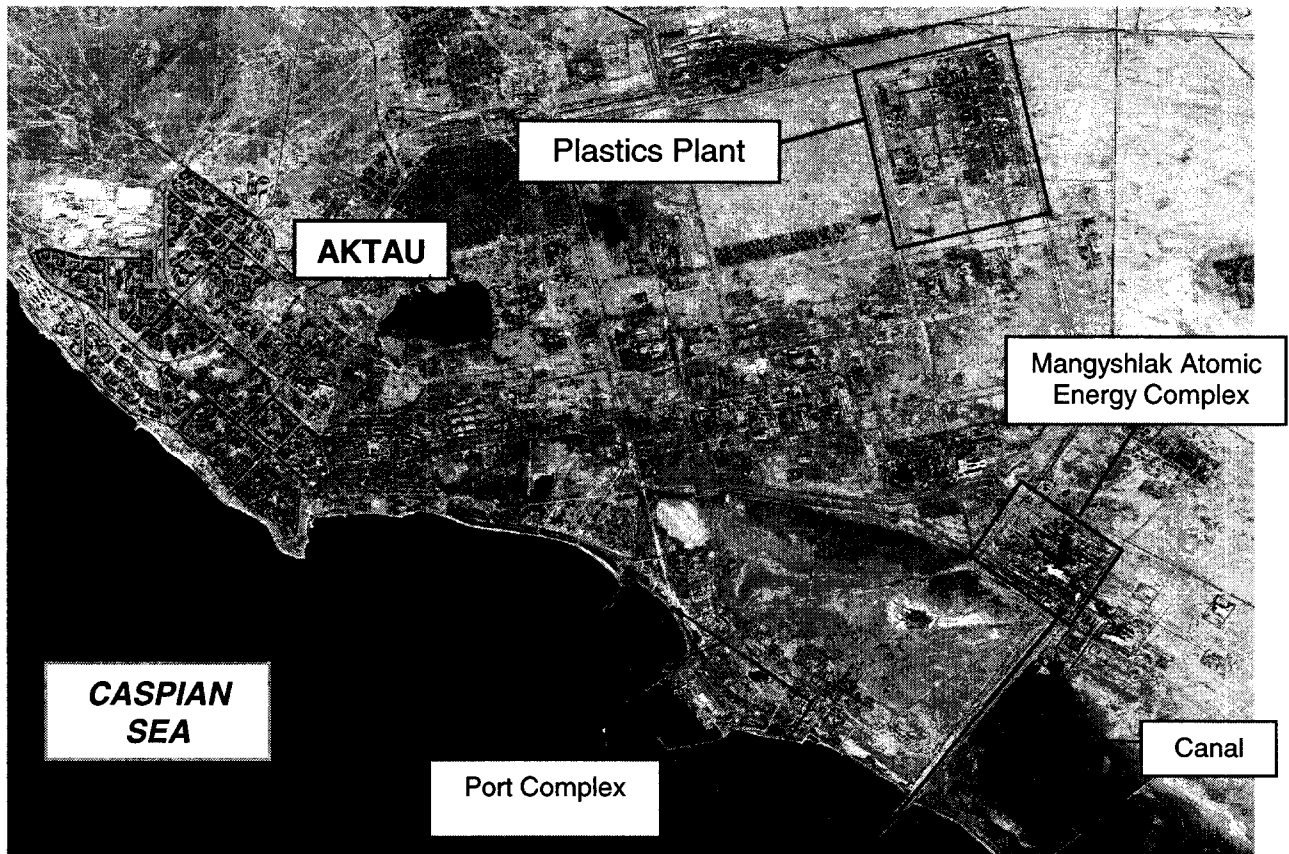 Plastics Plant
AKTAU
Mangyshlak Atomic
Energy Complex
CASPIAN
SEA
Canal
Port Complex